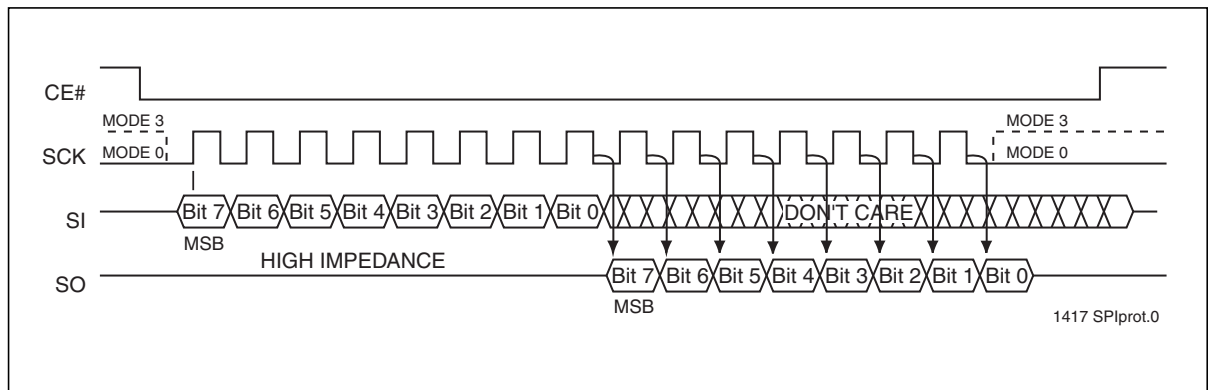 CE#
MODE 3
MODE 3
SCK
MODE 0
MODE 0
SI
Bit 7 Bit 6 Bit 5 Bit 4 Bit 3 Bit 2 Bit 1 Bit 0
DON'T CARE
MSB
HIGH IMPEDANCE
SO
Bit 7 Bit 6 Bit 5 Bit 4 Bit 3 Bit 2 Bit 1 Bit 0
MSB
1417 SPIprot.0